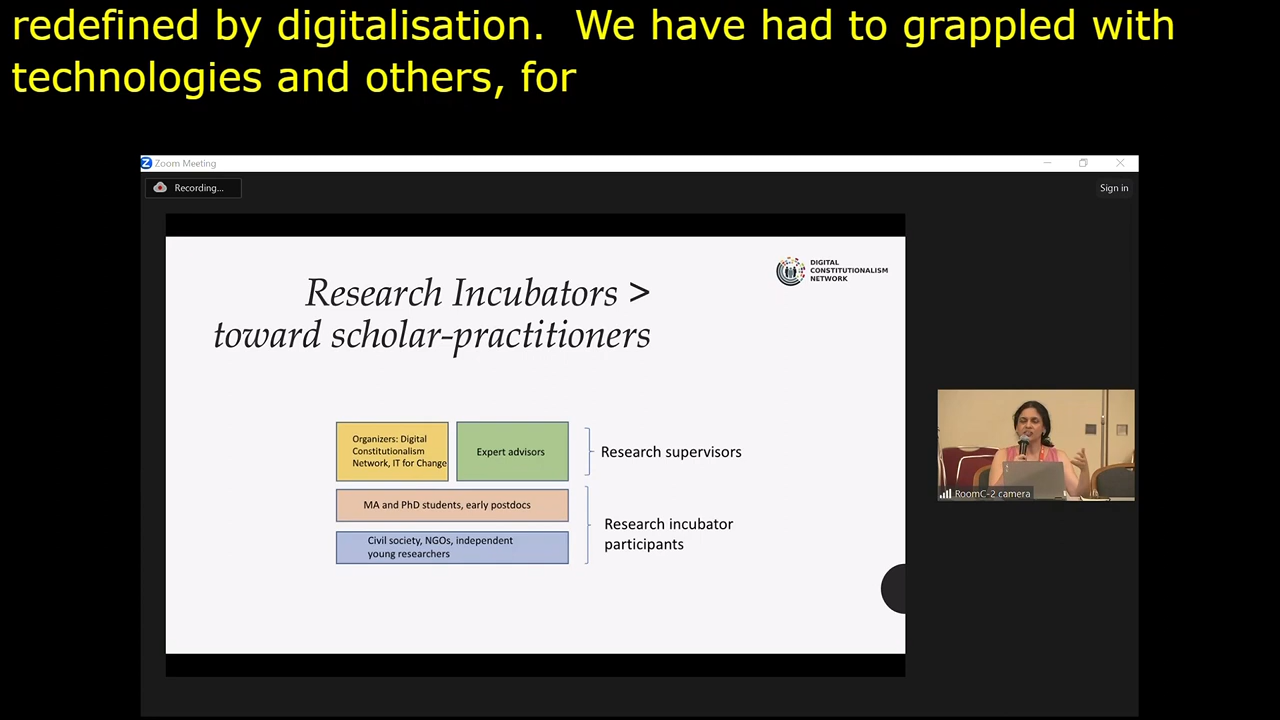 redefined by digitalisation.  We have had to grappled with
technologies and others, for
Zoom Meeting
Recording...
Sign in
Research Incubators >
toward scholar-practitioners
DIGITAL
CONSTITUTIONALISM
NETWORK
Organizers: Digital
Constitutionalism
Network, IT for Change
Expert advisors
Research supervisors
MA and PhD students, early postdocs
Civil society, NGOs, independent
young researchers
Research incubator
participants
RoomC-2 camera